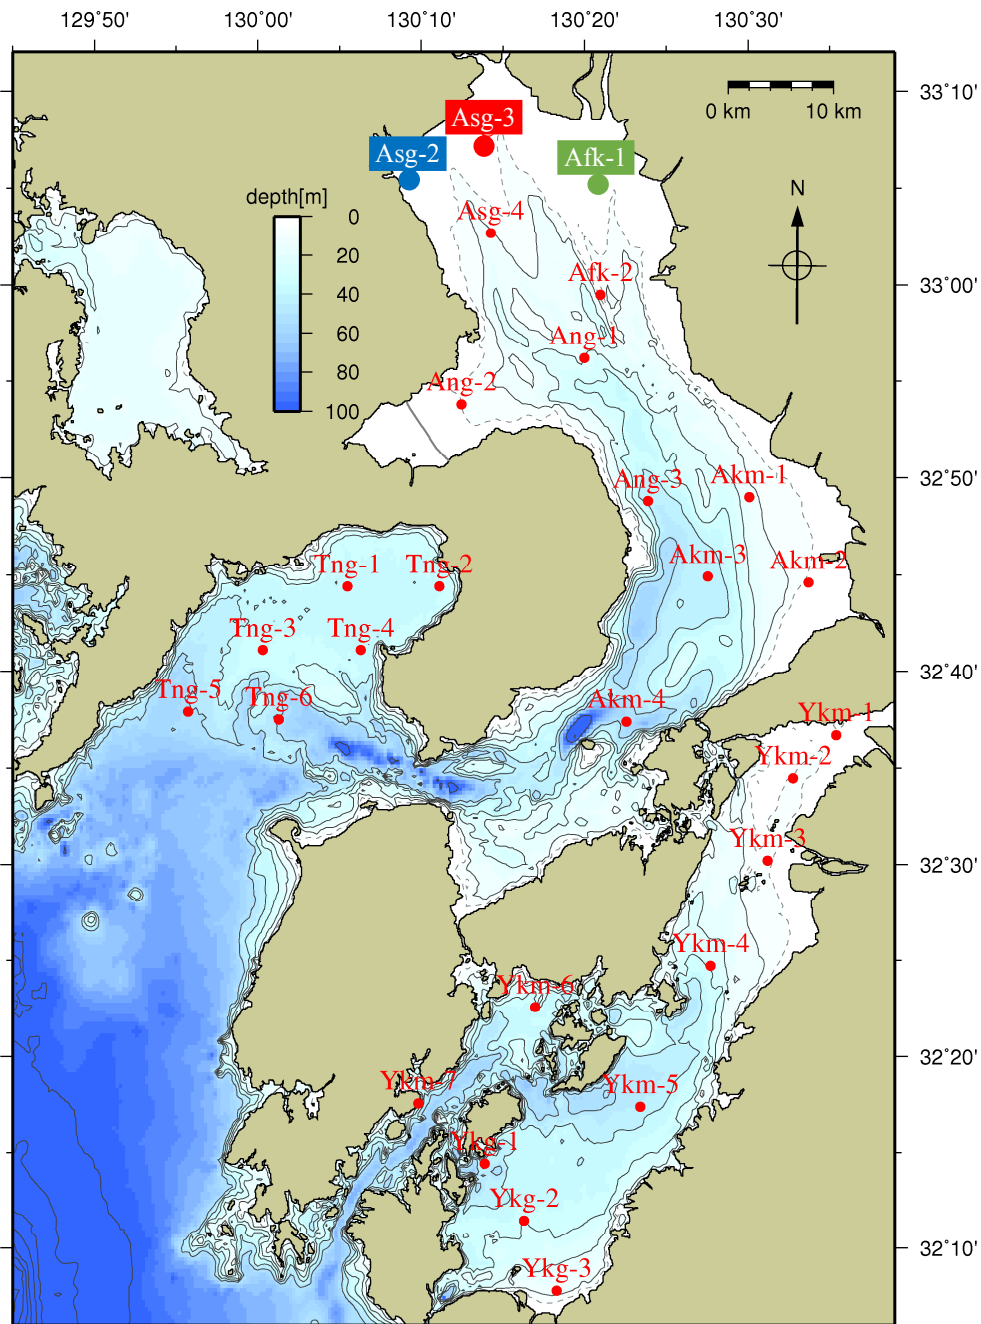 129˚50' 130˚00' 130˚10' 130˚20' 130˚30'
33˚10'
0 km 10 km
Asg-3
Asg-2
Afk-1
N
depth[m]
0
20
40
60
80
100
Asg-4
Afk-2
33˚00'
Ang-1
Ang-2
32˚50'
Ang-3
Akm-1
Akm-3
Akm-2
Tng-1
Tng-2
Tng-3
Tng-4
32˚40'
Tng-5
Tng-6
Akm-4
Ykm-1
Ykm-2
Ykm-3
32˚30'
Ykm-4
Ykm-6
32˚20'
Ykm-7
Ykm-5
Ykg-1
Ykg-2
32˚10'
Ykg-3